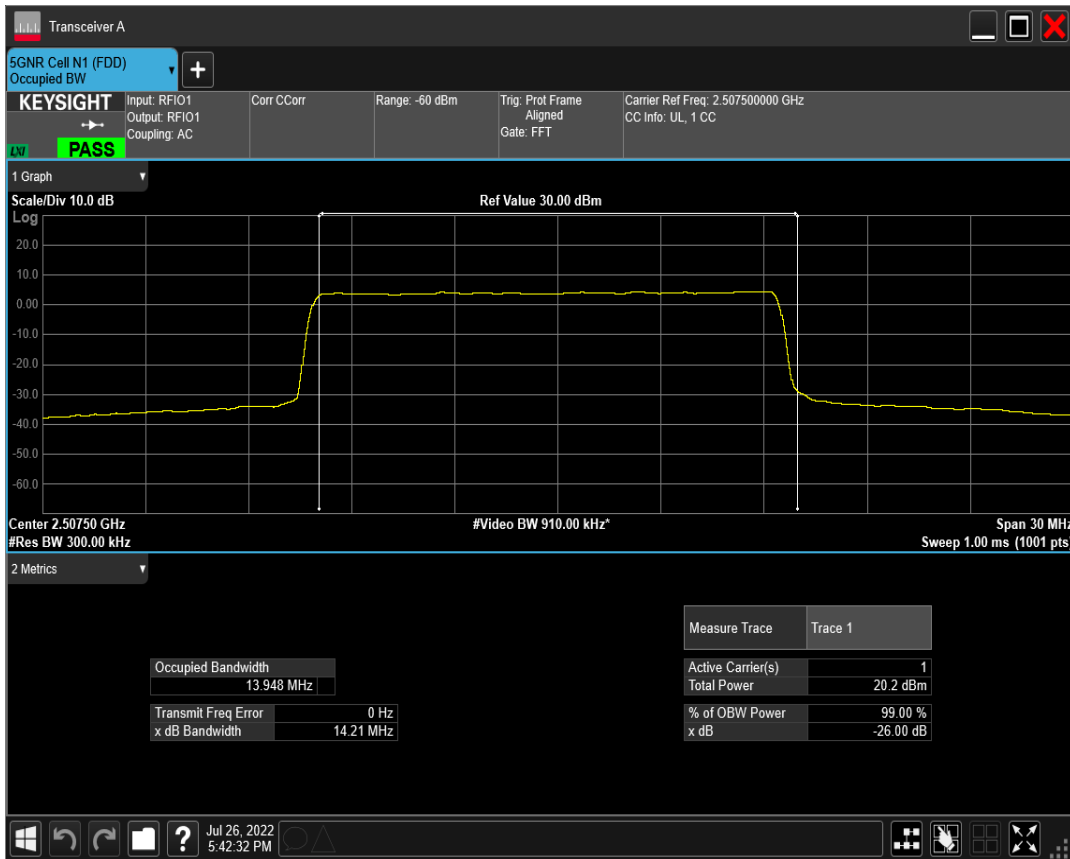 Transceiver A
5GNR Cell N1 (FDD)
Occupied BW
+
KEYSIGHT
LXI
PASS
Input: RFIO1
Output: RFIO1
Coupling: AC
Corr CCorr
Range: -60 dBm
Trig: Prot Frame
Aligned
Gate: FFT
Carrier Ref Freq: 2.507500000 GHz
CC Info: UL, 1 CC
1 Graph
Scale/Div 10.0 dB
Ref Value 30.00 dBm
Log
20.0
10.0
0.00
-10.0
-20.0
-30.0
-40.0
-50.0
-60.0
Center 2.50750 GHz
#Video BW 910.00 kHz*
Span 30 MHz
#Res BW 300.00 kHz
Sweep 1.00 ms (1001 pts)
2 Metrics
Measure Trace Trace 1
Occupied Bandwidth
13.948 MHz
Active Carrier(s) 1
Total Power 20.2 dBm
Transmit Freq Error 0 Hz
x dB Bandwidth 14.21 MHz
% of OBW Power 99.00 %
x dB -26.00 dB
?
Jul 26, 2022
5:42:32 PM